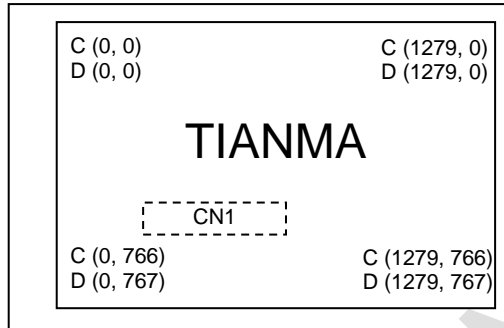 C (0, 0) C (1279, 0)
D (0, 0) D (1279, 0)
TIANMA
CN1
C (0, 766) C (1279, 766)
D (0, 767) D (1279, 767)